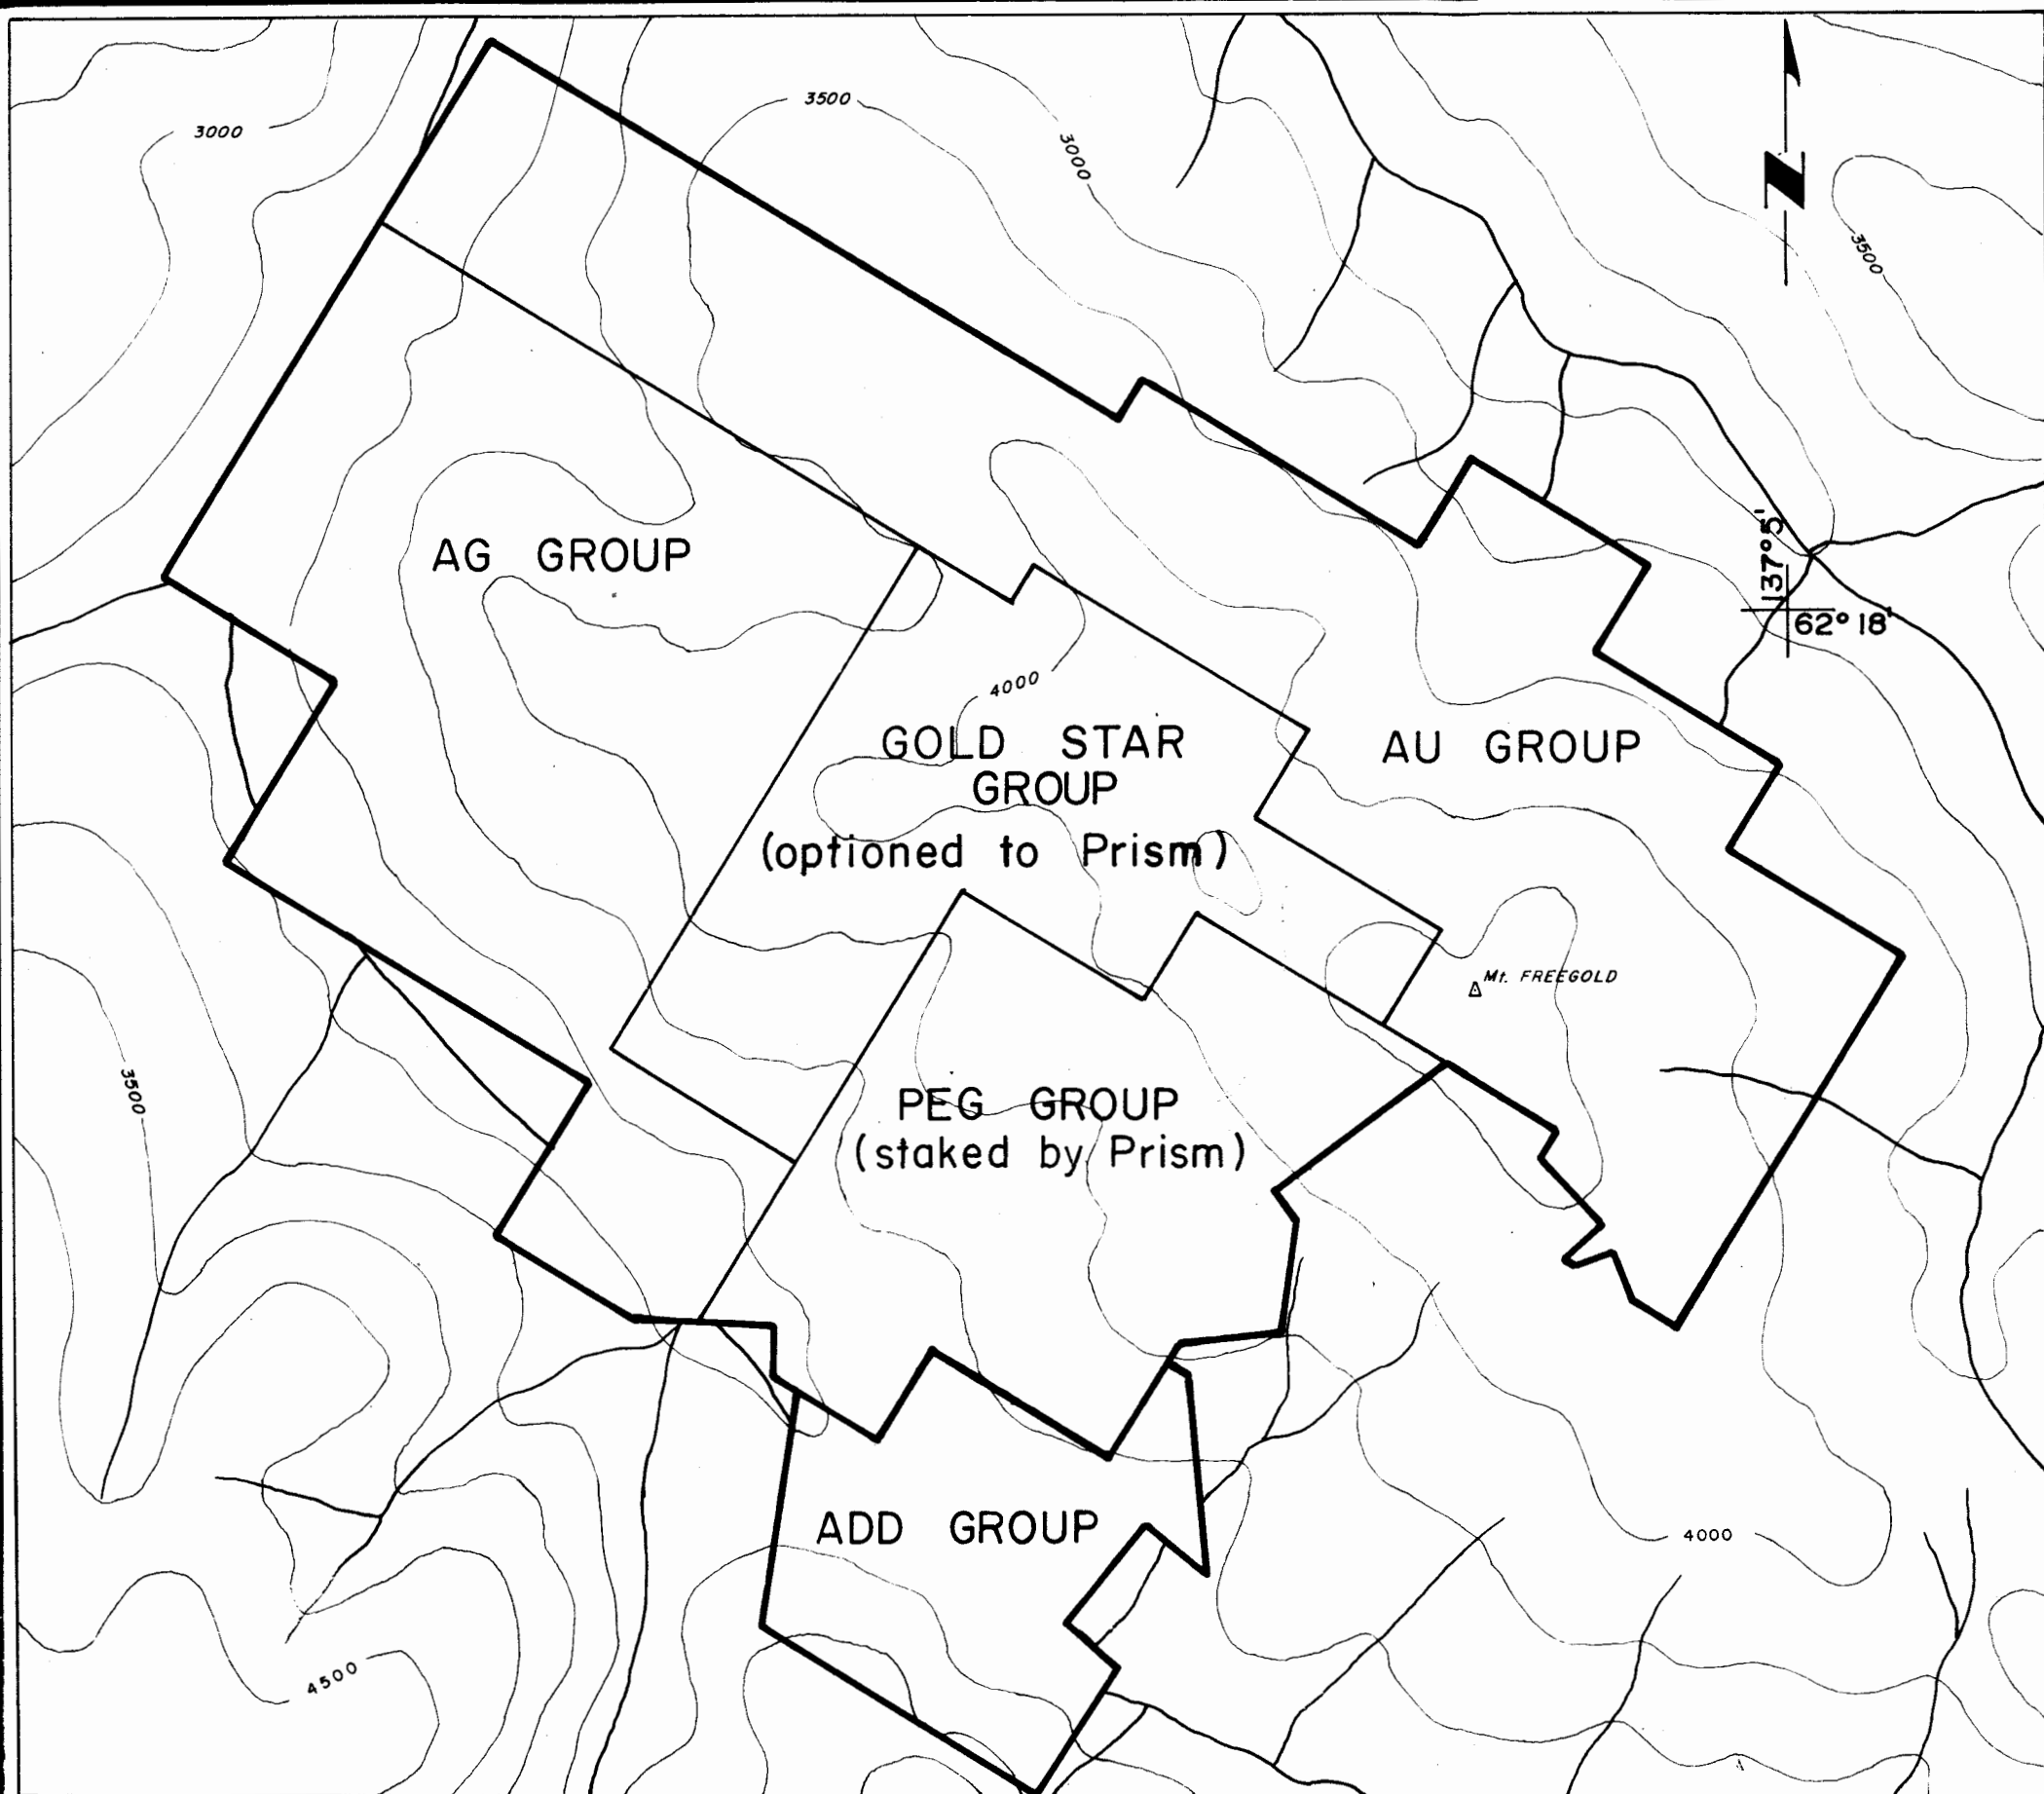 3500
3000
3000
N
3500
AG GROUP
137°5'
62°18'
4000
GOLD STAR
GROUP
(optioned to Prism)
AU GROUP
Mt. FREEGOLD
3500
PEG GROUP
(staked by Prism)
ADD GROUP
4000
4500